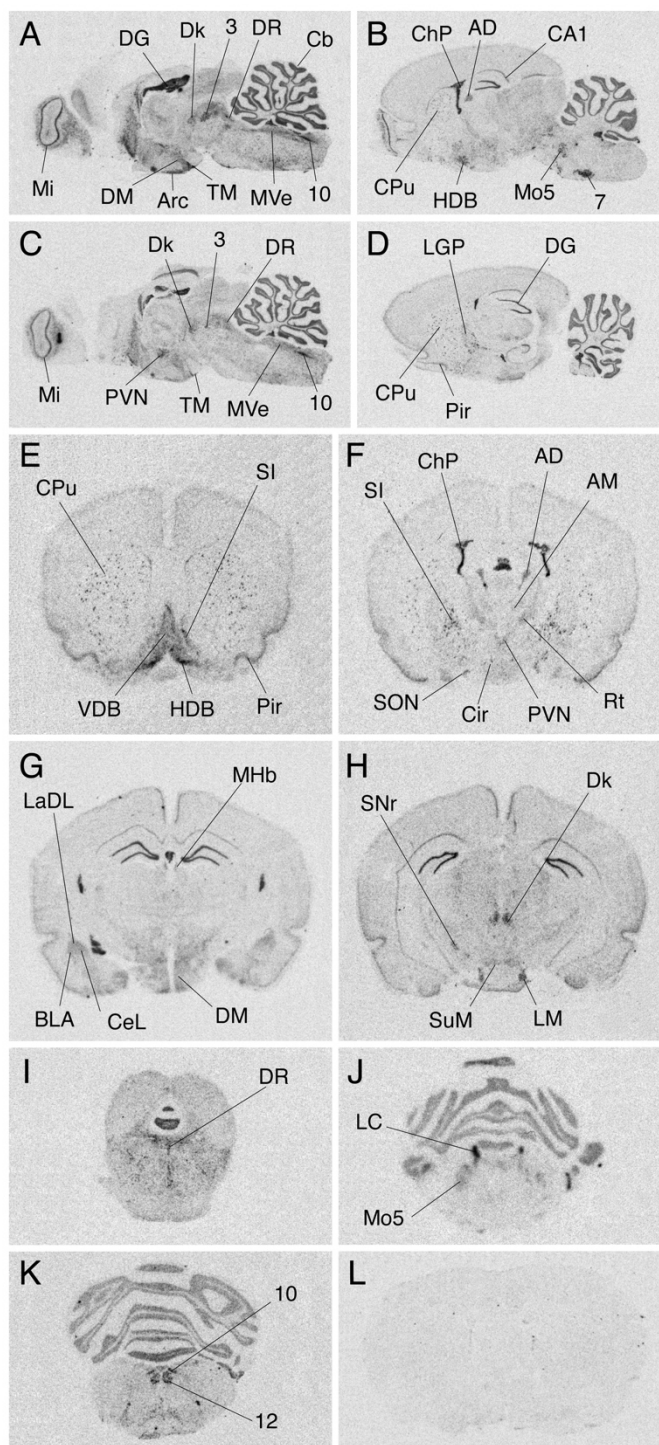 A
DG
Dk
3
DR
Cb
Mi
DM
Arc
TM
MVe
10
B
ChP
AD
CA1
CPu
HDB
Mo5
7
C
Dk
3
DR
Mi
PVN
TM
MVe
10
D
LGP
DG
CPu
Pir
E
CPu
SI
VDB
HDB
Pir
F
ChP
AD
AM
SI
SON
Cir
PVN
Rt
G
MHb
LaDL
BLA
CeL
DM
H
SNr
Dk
SuM
LM
I
DR
J
LC
Mo5
K
10
12
L